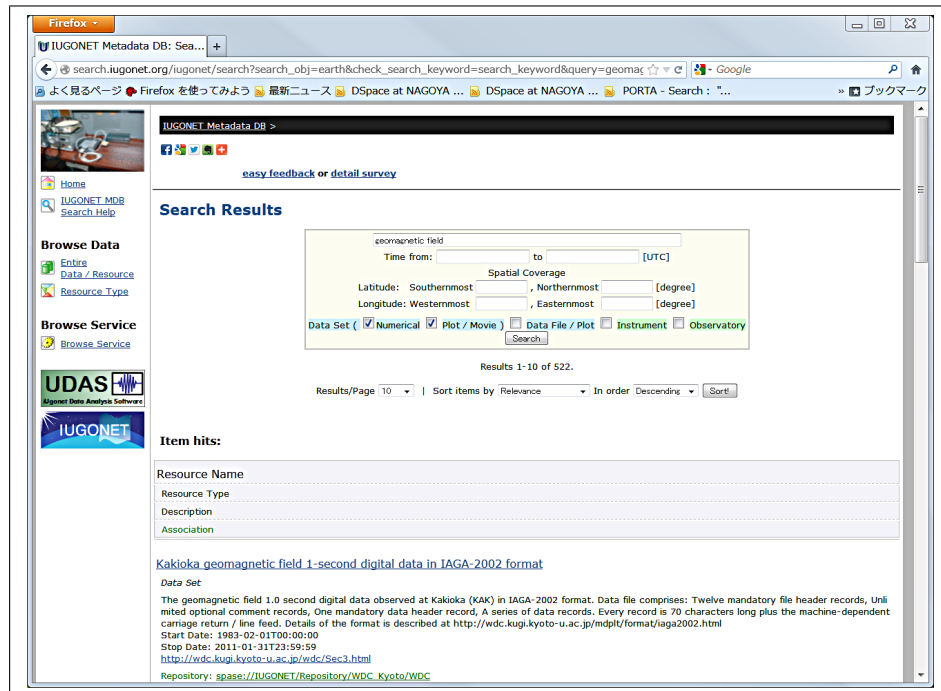 Firefox
IUGONET Metadata DB: Sea... +
search.iugonet.org/iugonet/search?search_obj=earth&check_search_keyword=search_keyword&query=geomag
Google
よく見るページ Firefox を使ってみよう 最新ニュース DSpace at NAGOYA ... DSpace at NAGOYA ... PORTA - Search : "... » ブックマーク
IUGONET Metadata DB >
easy feedback or detail survey
Home
IUGONET MDB
Search Help
Browse Data
Entire
Data / Resource
Resource Type
Browse Service
Browse Service
UDAS
iUgonet Data Analysis Software
IUGONET
Search Results
geomagnetic field
Time from: to [UTC]
Spatial Coverage
Latitude: Southernmost , Northernmost [degree]
Longitude: Westernmost , Easternmost [degree]
Data Set ( Numerical Plot / Movie ) Data File / Plot Instrument Observatory
Search
Results 1-10 of 522.
Results/Page 10 | Sort items by Relevance In order Descending Sort!
Item hits:
Resource Name
Resource Type
Description
Association
Kakioka geomagnetic field 1-second digital data in IAGA-2002 format
Data Set
The geomagnetic field 1.0 second digital data observed at Kakioka (KAK) in IAGA-2002 format. Data file comprises: Twelve mandatory file header records, Unli
mited optional comment records, One mandatory data header record, A series of data records. Every record is 70 characters long plus the machine-dependent
carriage return / line feed. Details of the format is described at http://wdc.kugi.kyoto-u.ac.jp/mdplt/format/iaga2002.html
Start Date: 1983-02-01T00:00:00
Stop Date: 2011-01-31T23:59:59
http://wdc.kugi.kyoto-u.ac.jp/wdc/Sec3.html
Repository: spase://IUGONET/Repository/WDC_Kyoto/WDC